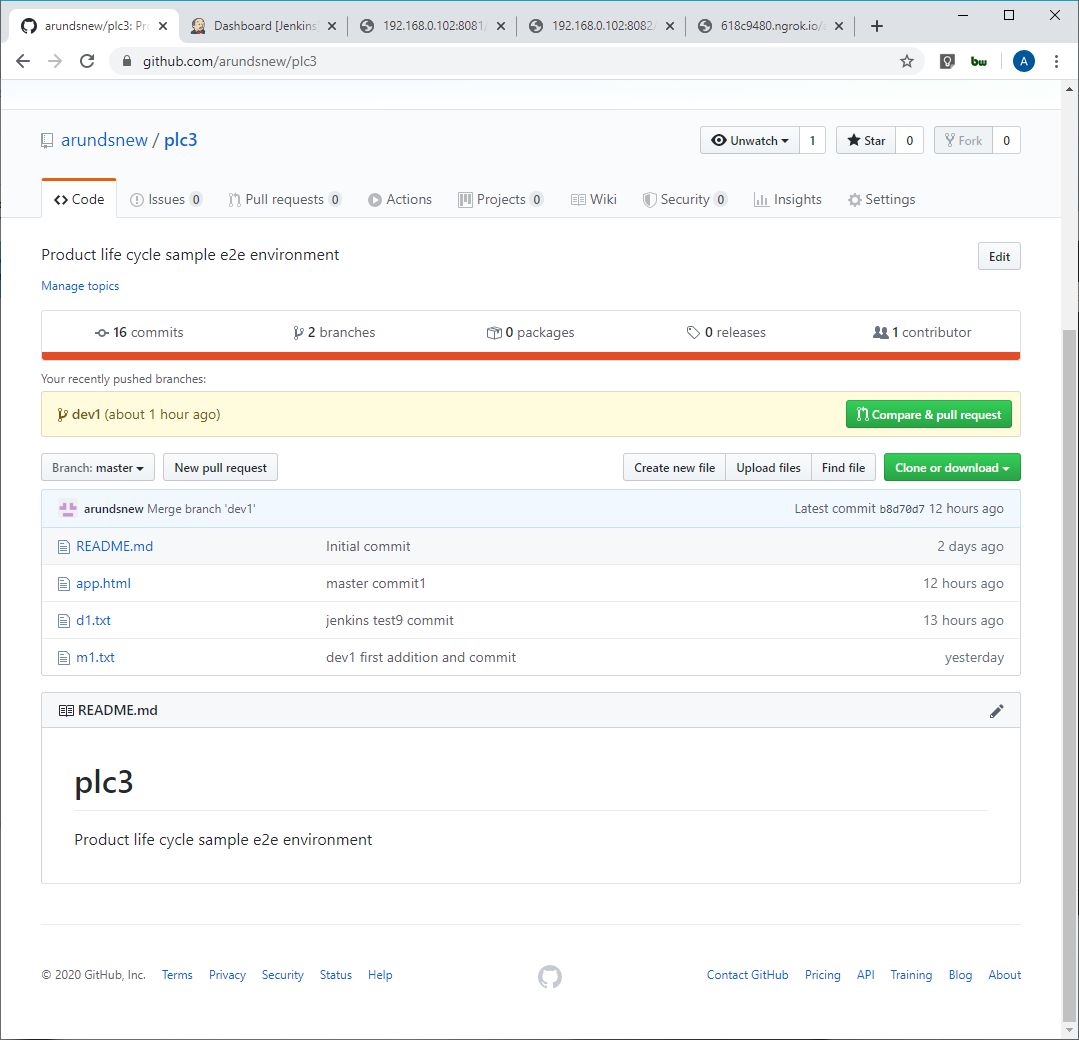 arundsnew/plc3: Pro
Dashboard [Jenkins]
192.168.0.102:8081/
192.168.0.102:8082/
618c9480.ngrok.io/
github.com/arundsnew/plc3
bw
A
arundsnew / plc3
Unwatch 1
Star 0
Fork 0
Code
Issues 0
Pull requests 0
Actions
Projects 0
Wiki
Security 0
Insights
Settings
Product life cycle sample e2e environment
Edit
Manage topics
16 commits
2 branches
0 packages
0 releases
1 contributor
Your recently pushed branches:
dev1 (about 1 hour ago)
Compare & pull request
Branch: master
New pull request
Create new file
Upload files
Find file
Clone or download
arundsnew Merge branch 'dev1'
Latest commit b8d70d7 12 hours ago
README.md Initial commit 2 days ago
app.html master commit1 12 hours ago
d1.txt jenkins test9 commit 13 hours ago
m1.txt dev1 first addition and commit yesterday
README.md
plc3
Product life cycle sample e2e environment
© 2020 GitHub, Inc. Terms Privacy Security Status Help
Contact GitHub Pricing API Training Blog About